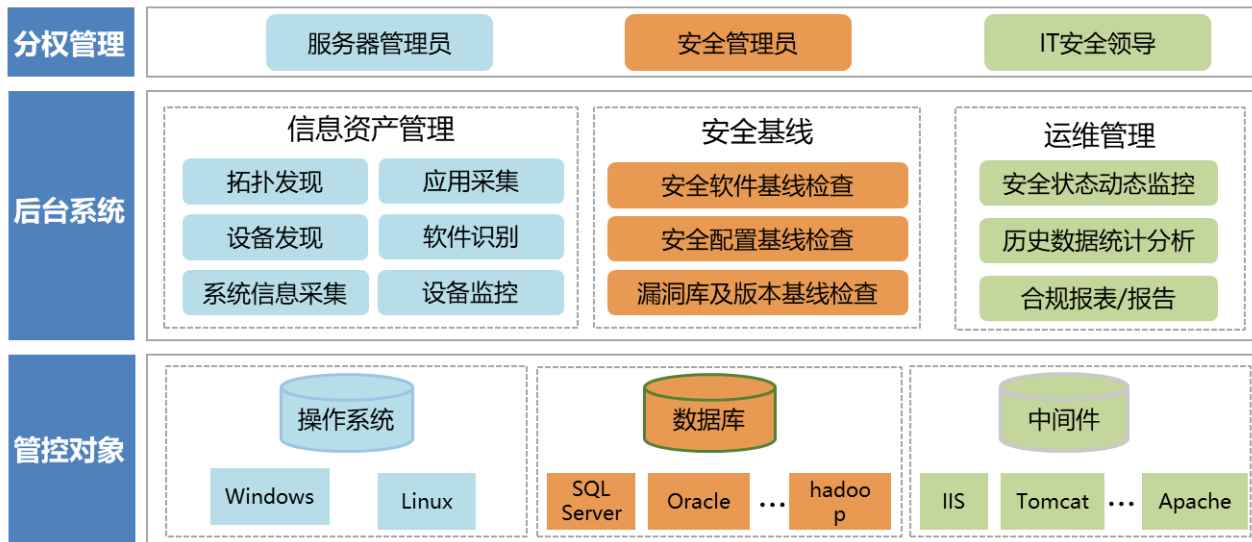 分权管理
服务器管理员
安全管理员
IT安全领导
后台系统
信息资产管理
拓扑发现
应用采集
设备发现
软件识别
系统信息采集
设备监控
安全基线
安全软件基线检查
安全配置基线检查
漏洞库及版本基线检查
运维管理
安全状态动态监控
历史数据统计分析
合规报表/报告
管控对象
操作系统
Windows
Linux
数据库
SQL
Server
Oracle
...
hadoo
p
中间件
IIS
Tomcat
...
Apache